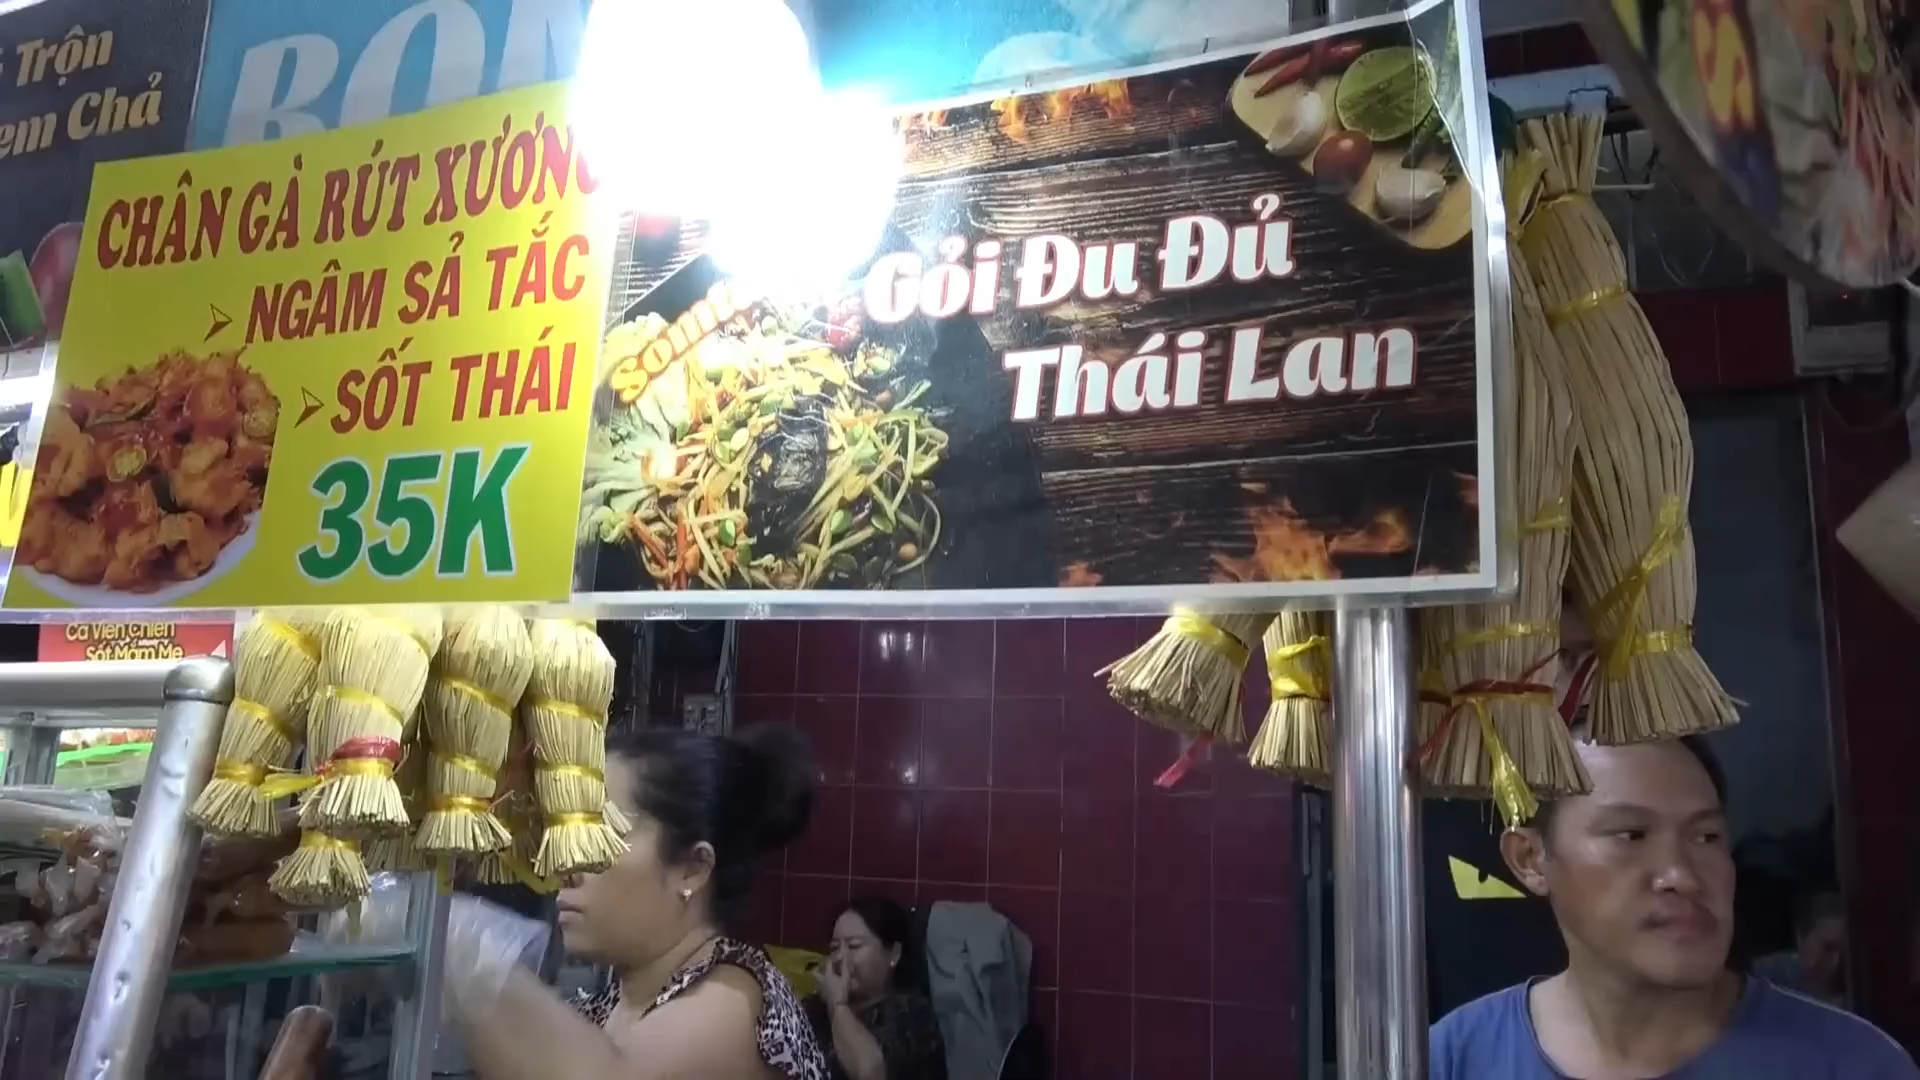 Trộn
Chả
CHÂN GÀ RÚT XƯƠNG
NGÂM SẢ TẮC
SỐT THÁI
35K
Gỏi Đu Đủ
Thái Lan
Cá Viên Chiên
Sốt Mắm Me